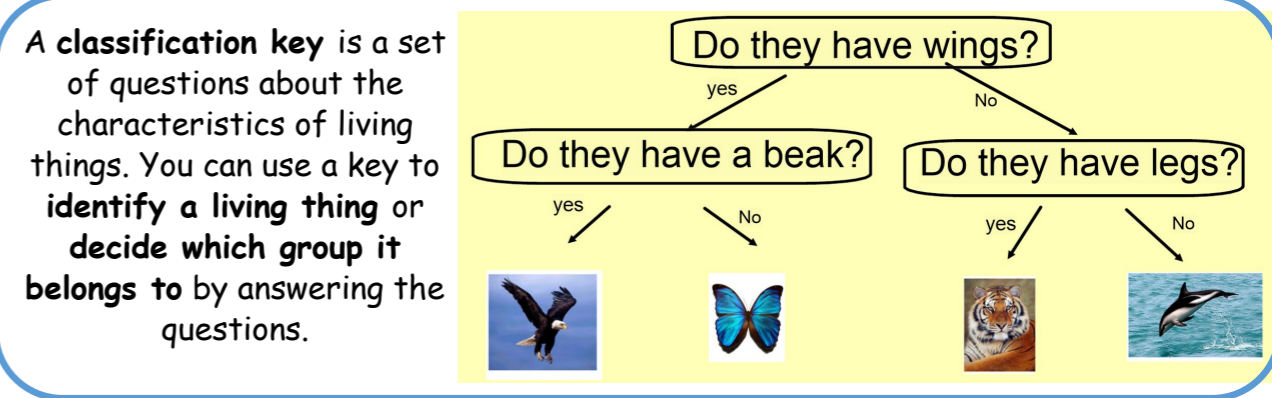 A classification key is a set
of questions about the
characteristics of living
things. You can use a key to
identify a living thing or
decide which group it
belongs to by answering the
questions.
Do they have wings?
yes
No
Do they have a beak?
Do they have legs?
yes
No
yes
No